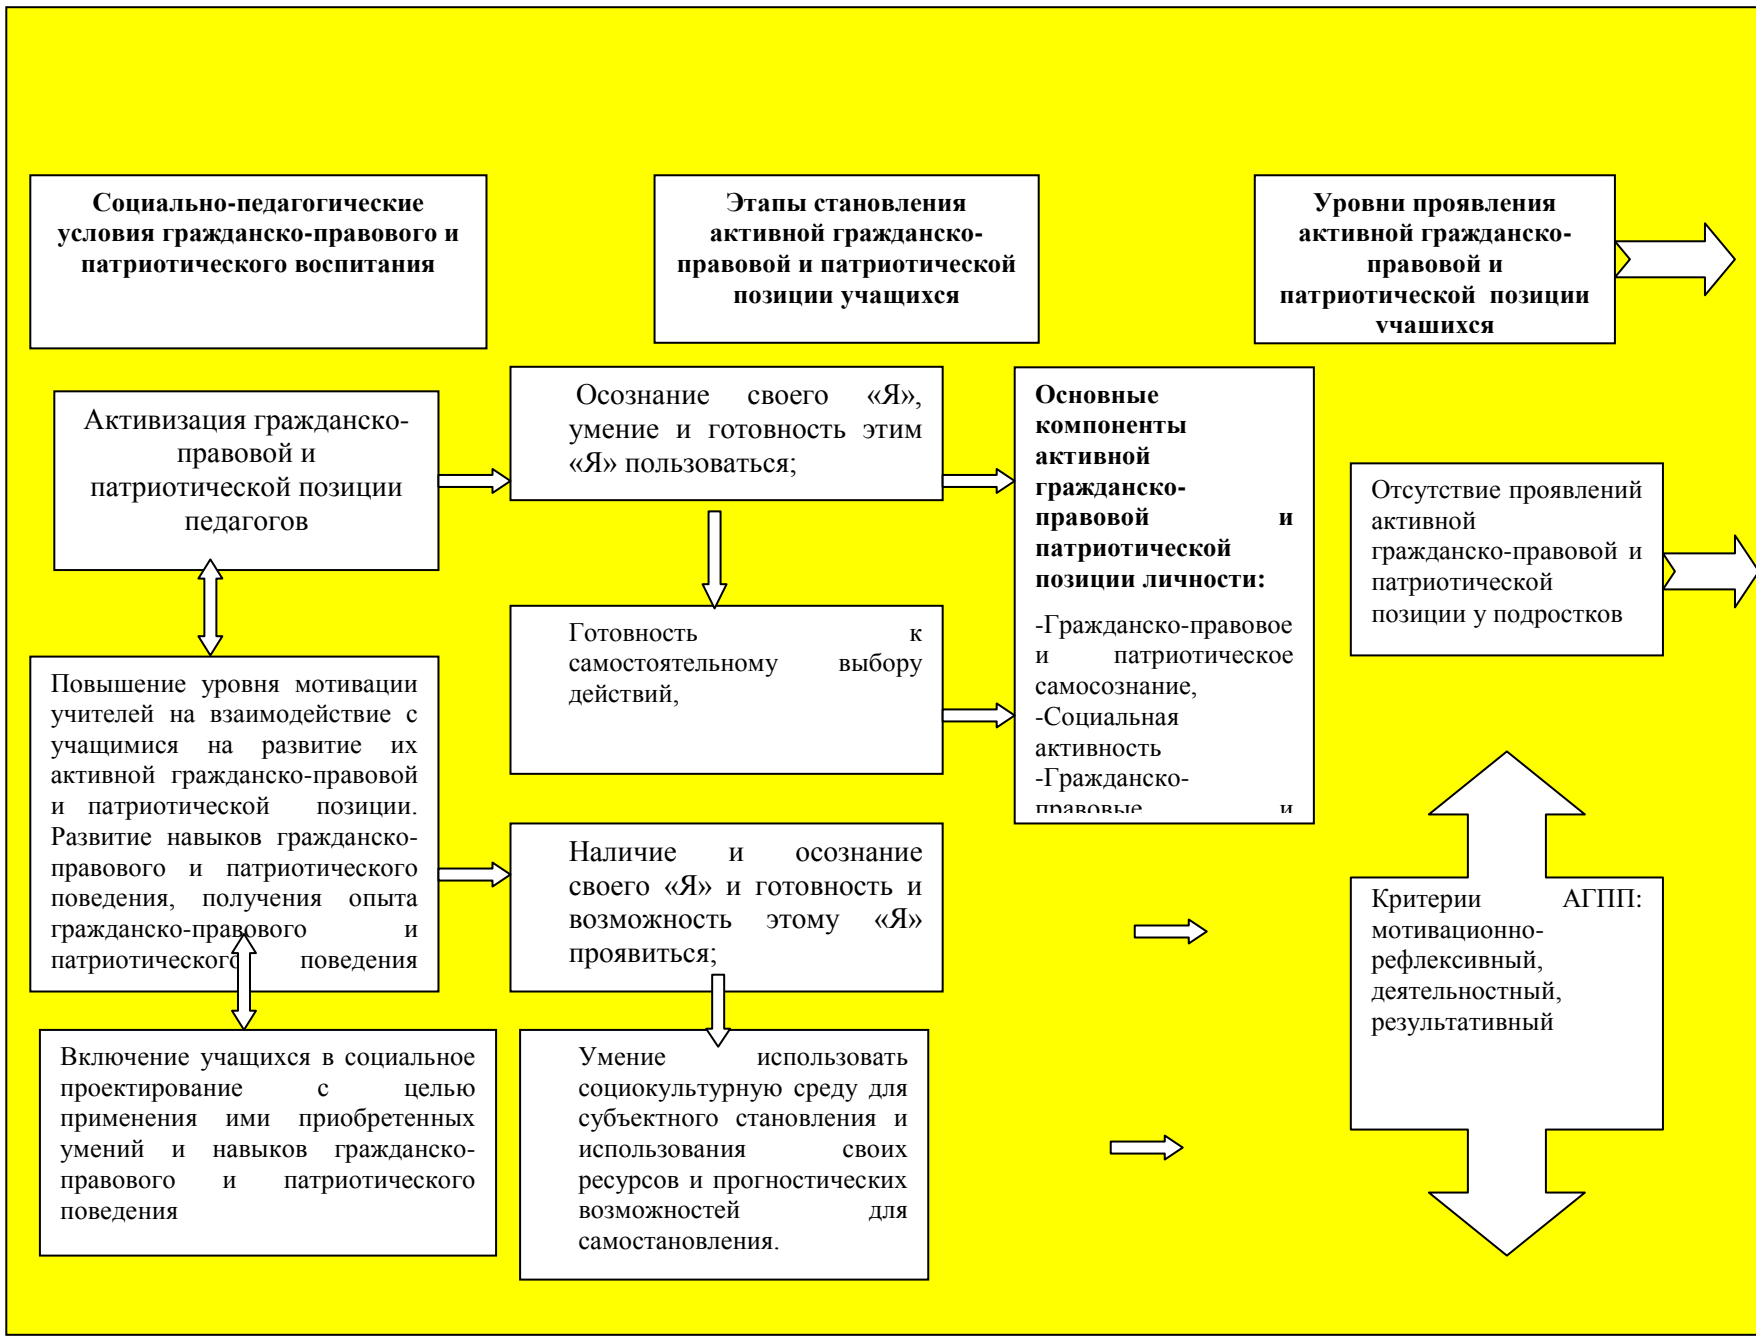 Социально-педагогические
условия гражданско-правового и
патриотического воспитания
Этапы становления
активной гражданско-
правовой и патриотической
позиции учащихся
Уровни проявления
активной гражданско-
правовой и
патриотической позиции
учащихся
Активизация гражданско-
правовой и
патриотической позиции
педагогов
Осознание своего «Я»,
умение и готовность этим
«Я» пользоваться;
Основные
компоненты
активной
гражданско-
правовой и
патриотической
позиции личности:
-Гражданско-правовое
и патриотическое
самосознание,
-Социальная
активность
-Гражданско-
правовые и
Отсутствие проявлений
активной
гражданско-правовой и
патриотической
позиции у подростков
Готовность к
самостоятельному выбору
действий,
Повышение уровня мотивации
учителей на взаимодействие с
учащимися на развитие их
активной гражданско-правовой
и патриотической позиции.
Развитие навыков гражданско-
правового и патриотического
поведения, получения опыта
гражданско-правового и
патриотического поведения
Наличие и осознание
своего «Я» и готовность и
возможность этому «Я»
проявиться;
Критерии АГПП:
мотивационно-
рефлексивный,
деятельностный,
результативный
Включение учащихся в социальное
проектирование с целью
применения ими приобретенных
умений и навыков гражданско-
правового и патриотического
поведения
Умение использовать
социокультурную среду для
субъектного становления и
использования своих
ресурсов и прогностических
возможностей для
самостановления.